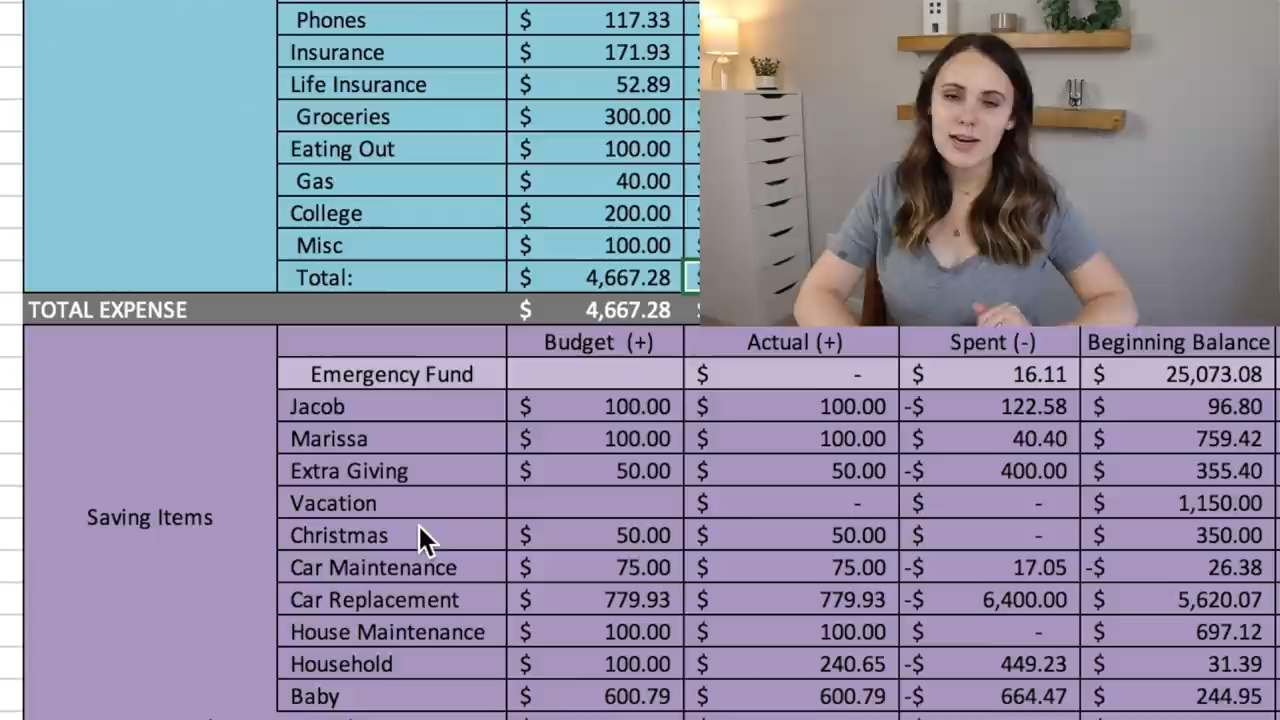 Phones $ 117.33
Insurance $ 171.93
Life Insurance $ 52.89
Groceries $ 300.00
Eating Out $ 100.00
Gas $ 40.00
College $ 200.00
Misc $ 100.00
Total: $ 4,667.28
TOTAL EXPENSE $ 4,667.28
Budget (+) Actual (+) Spent (-) Beginning Balance
Emergency Fund $ - $ 16.11 $ 25,073.08
Jacob $ 100.00 $ 100.00 -$ 122.58 $ 96.80
Marissa $ 100.00 $ 100.00 $ 40.40 $ 759.42
Extra Giving $ 50.00 $ 50.00 -$ 400.00 $ 355.40
Vacation $ - $ - $ 1,150.00
Saving Items
Christmas $ 50.00 $ 50.00 $ - $ 350.00
Car Maintenance $ 75.00 $ 75.00 -$ 17.05 -$ 26.38
Car Replacement $ 779.93 $ 779.93 -$ 6,400.00 $ 5,620.07
House Maintenance $ 100.00 $ 100.00 $ - $ 697.12
Household $ 100.00 $ 240.65 -$ 449.23 $ 31.39
Baby $ 600.79 $ 600.79 -$ 664.47 $ 244.95